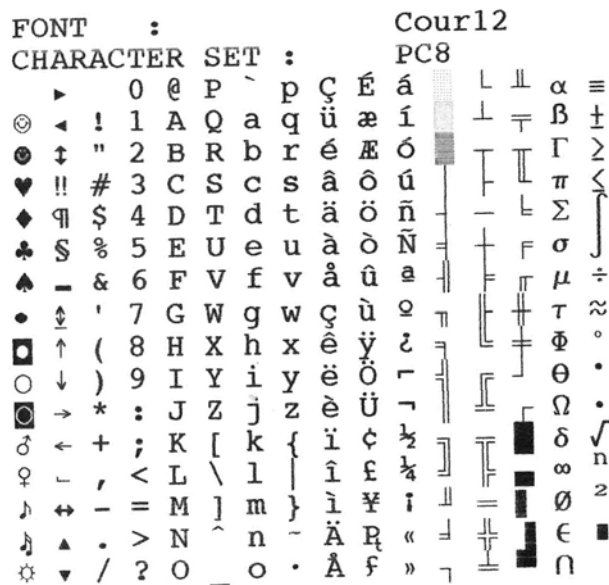 FONT : Cour12
CHARACTER SET : PC8
► 0 @ P ` p Ç É á ░ └ ╨ α ≡
☺ ◄ ! 1 A Q a q ü æ í ▒ ┴ ╤ ß ±
☻ ↕ " 2 B R b r é Æ ó ▓ ┬ ╥ Γ ≥
♥ ‼ # 3 C S c s â ô ú │ ├ ╙ π ≤
♦ ¶ $ 4 D T d t ä ö ñ ┤ ─ ╘ Σ ⌠
♣ § % 5 E U e u à ò Ñ ╡ ┼ ╒ σ ⌡
♠ ▬ & 6 F V f v å û ª ╢ ╞ ╓ µ ÷
• ↨ ' 7 G W g w ç ù º ╖ ╟ ╫ τ ≈
◘ ↑ ( 8 H X h x ê ÿ ¿ ╕ ╚ ╪ Φ °
○ ↓ ) 9 I Y i y ë Ö ⌐ ╣ ╔ ┘ Θ ∙
◙ → * : J Z j z è Ü ¬ ║ ╩ ┌ Ω ·
♂ ← + ; K [ k { ï ¢ ½ ╗ ╦ █ δ √
♀ ∟ , < L \ l | î £ ¼ ╝ ╠ ▄ ∞ ⁿ
♪ ↔ - = M ] m } ì ¥ ¡ ╜ ═ ▌ Ø ²
♫ ▲ . > N ^ n ~ Ä ₧ « ╛ ╬ ▐ ∈ ■
☼ ▼ / ? O _ o · Å ƒ » ┐ ╧ ▀ ∩